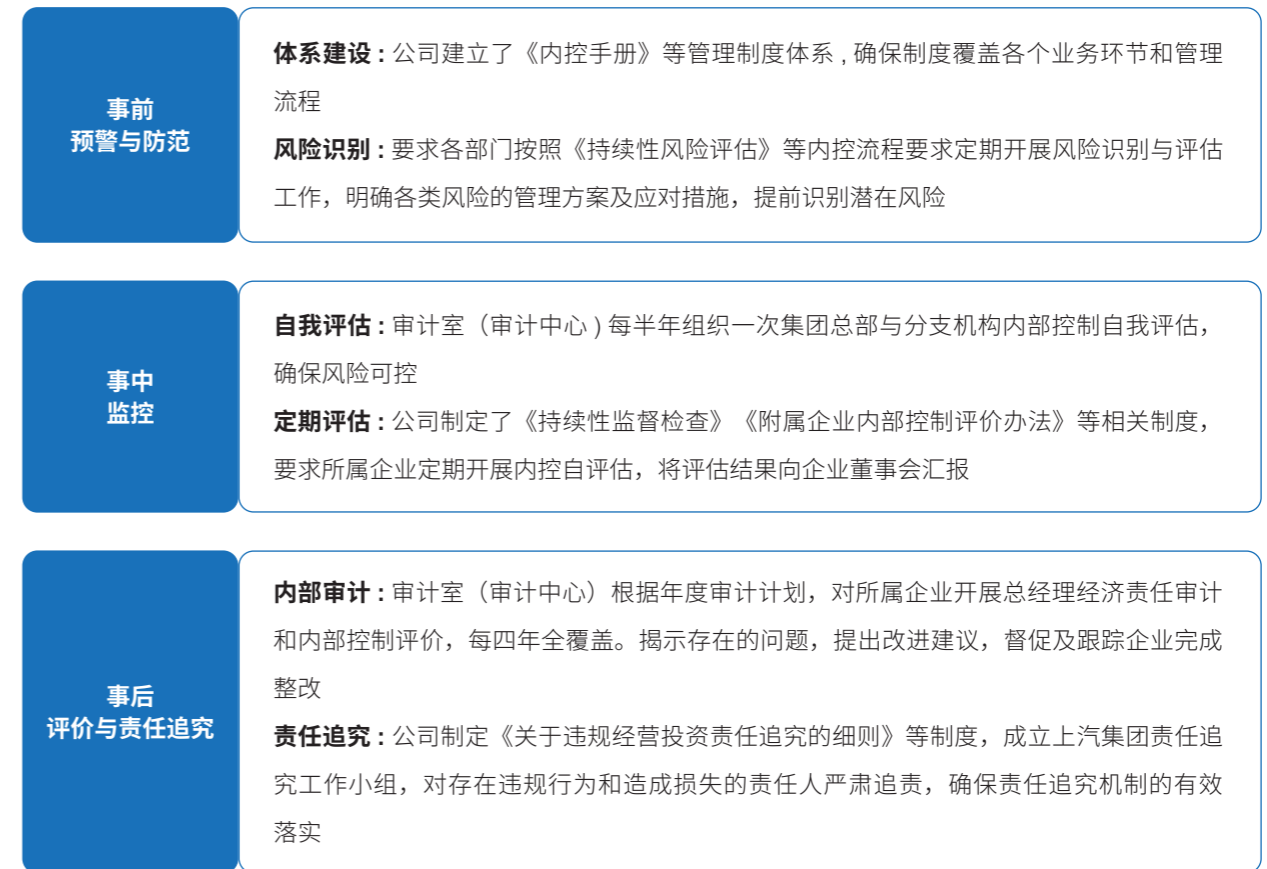 事前
预警与防范
体系建设 : 公司建立了《内控手册》等管理制度体系 , 确保制度覆盖各个业务环节和管理
流程
风险识别 : 要求各部门按照《持续性风险评估》等内控流程要求定期开展风险识别与评估
工作，明确各类风险的管理方案及应对措施，提前识别潜在风险
事中
监控
自我评估 : 审计室（审计中心 ) 每半年组织一次集团总部与分支机构内部控制自我评估，
确保风险可控
定期评估 : 公司制定了《持续性监督检查》《附属企业内部控制评价办法》等相关制度，
要求所属企业定期开展内控自评估，将评估结果向企业董事会汇报
事后
评价与责任追究
内部审计 : 审计室（审计中心）根据年度审计计划，对所属企业开展总经理经济责任审计
和内部控制评价，每四年全覆盖。揭示存在的问题，提出改进建议，督促及跟踪企业完成
整改
责任追究 : 公司制定《关于违规经营投资责任追究的细则》等制度，成立上汽集团责任追
究工作小组，对存在违规行为和造成损失的责任人严肃追责，确保责任追究机制的有效
落实